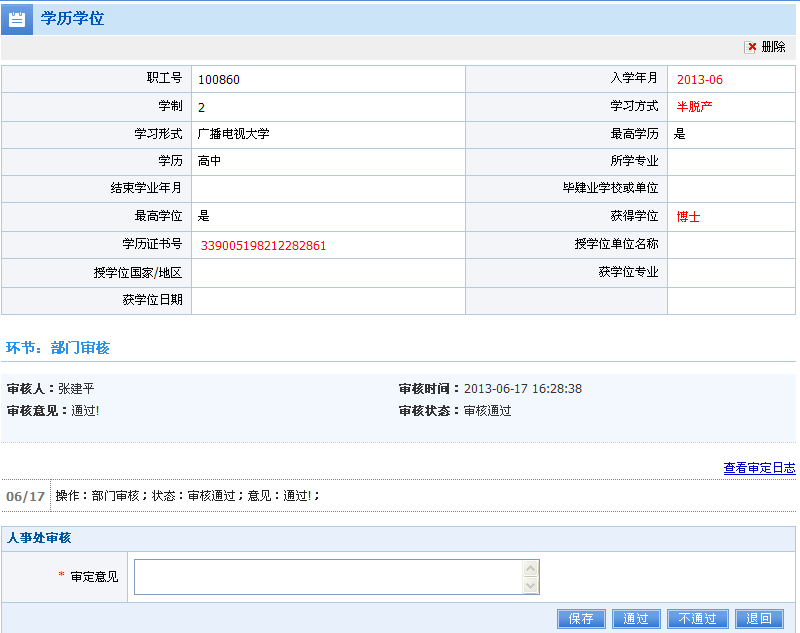 学历学位
删除
职工号 100860 入学年月 2013-06
学制 2 学习方式 半脱产
学习形式 广播电视大学 最高学历 是
学历 高中 所学专业
结束学业年月 毕肄业学校或单位
最高学位 是 获得学位 博士
学历证书号 339005198212282861 授学位单位名称
授学位国家/地区 获学位专业
获学位日期
环节：部门审核
审核人：张建平 审核时间：2013-06-17 16:28:38
审核意见：通过! 审核状态：审核通过
查看审定日志
06/17 操作：部门审核；状态：审核通过；意见：通过!；
人事处审核
* 审定意见
保存 通过 不通过 退回